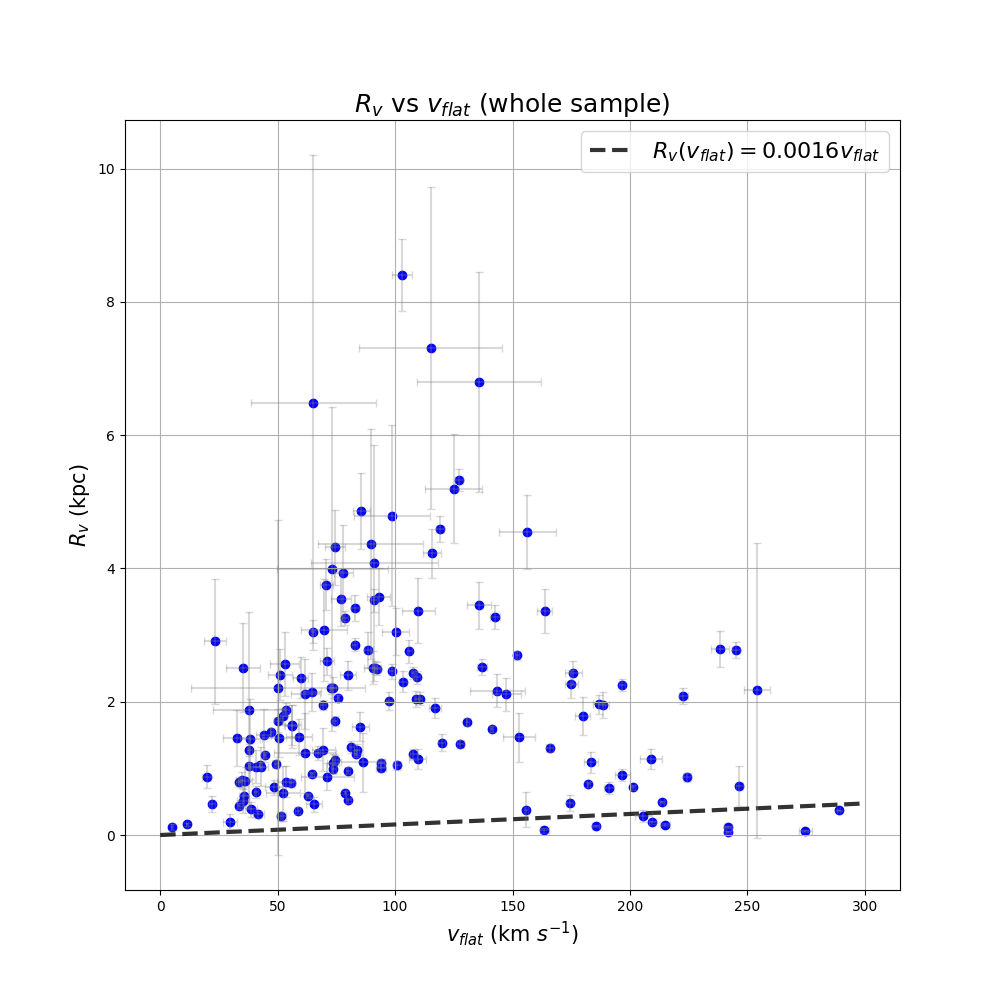 R_v vs v_flat (whole sample)
R_v(v_flat) = 0.0016v_flat
R_v (kpc)
10
8
6
4
2
0
0 50 100 150 200 250 300
v_flat (km s^−1)